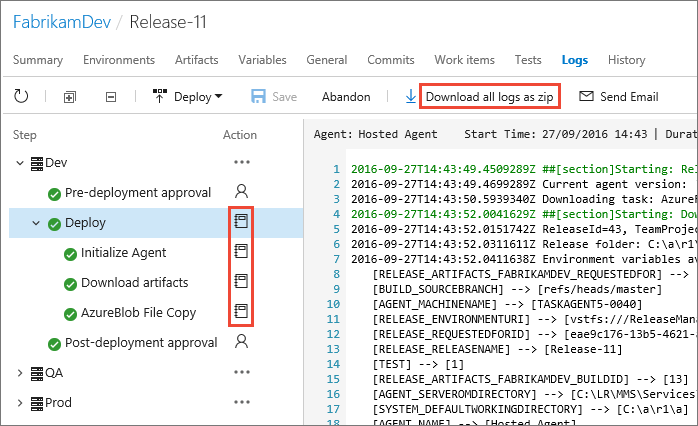 FabrikamDev / Release-11
Summary Environments Artifacts Variables General Commits Work items Tests Logs History
Deploy Save Abandon Download all logs as zip Send Email
Step Action
Dev ...
Pre-deployment approval
Deploy
Initialize Agent
Download artifacts
AzureBlob File Copy
Post-deployment approval
QA ...
Prod ...
Agent: Hosted Agent Start Time: 27/09/2016 14:43 | Durat
1 2016-09-27T14:43:49.4509289Z ##[section]Starting: Rel
2 2016-09-27T14:43:49.4699289Z Current agent version:
3 2016-09-27T14:43:50.5939340Z Downloading task: AzureF
4 2016-09-27T14:43:52.0041629Z ##[section]Starting: Dow
5 2016-09-27T14:43:52.0151742Z ReleaseId=43, TeamProjec
6 2016-09-27T14:43:52.0311611Z Release folder: C:\a\r1\
7 2016-09-27T14:43:52.0411638Z Environment variables av
8 [RELEASE_ARTIFACTS_FABRIKAMDEV_REQUESTEDFOR] -->
9 [BUILD_SOURCEBRANCH] --> [refs/heads/master]
10 [AGENT_MACHINENAME] --> [TASKAGENT5-0040]
11 [RELEASE_ENVIRONMENTURI] --> [vstfs:///ReleaseMana
12 [RELEASE_REQUESTEDFORID] --> [eae9c176-13b5-4621-a
13 [RELEASE_RELEASENAME] --> [Release-11]
14 [TEST] --> [1]
15 [RELEASE_ARTIFACTS_FABRIKAMDEV_BUILDID] --> [13]
16 [AGENT_SERVEROMDIRECTORY] --> [C:\LR\MMS\Services\
17 [SYSTEM_DEFAULTWORKINGDIRECTORY] --> [C:\a\r1\a]
18 [AGENT_NAME] --> [Hosted Agent]